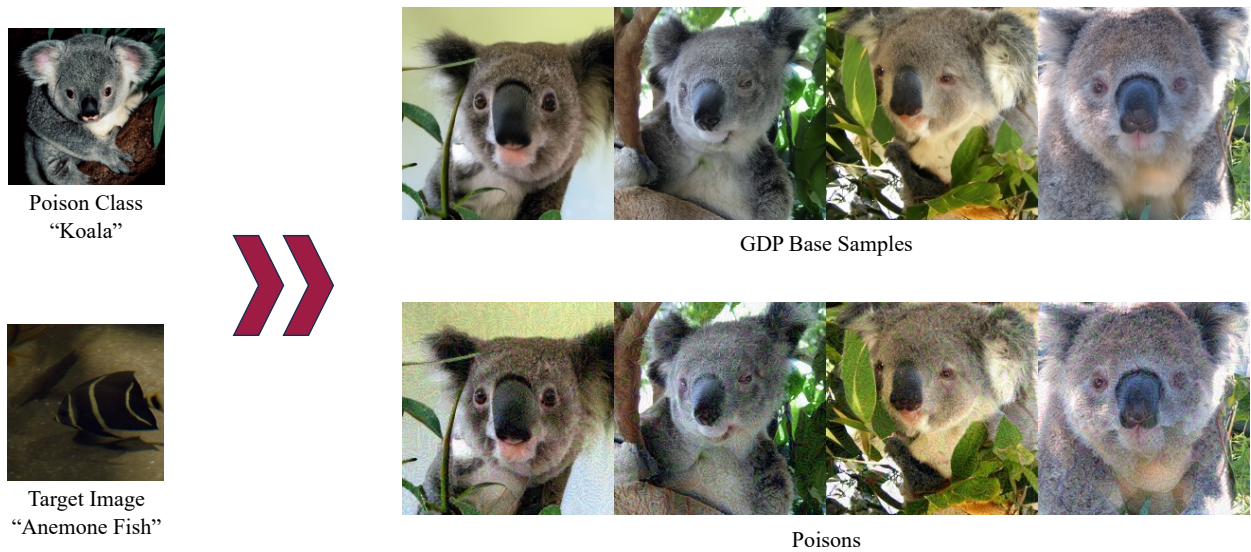 Poison Class
“Koala”
GDP Base Samples
Target Image
“Anemone Fish”
Poisons